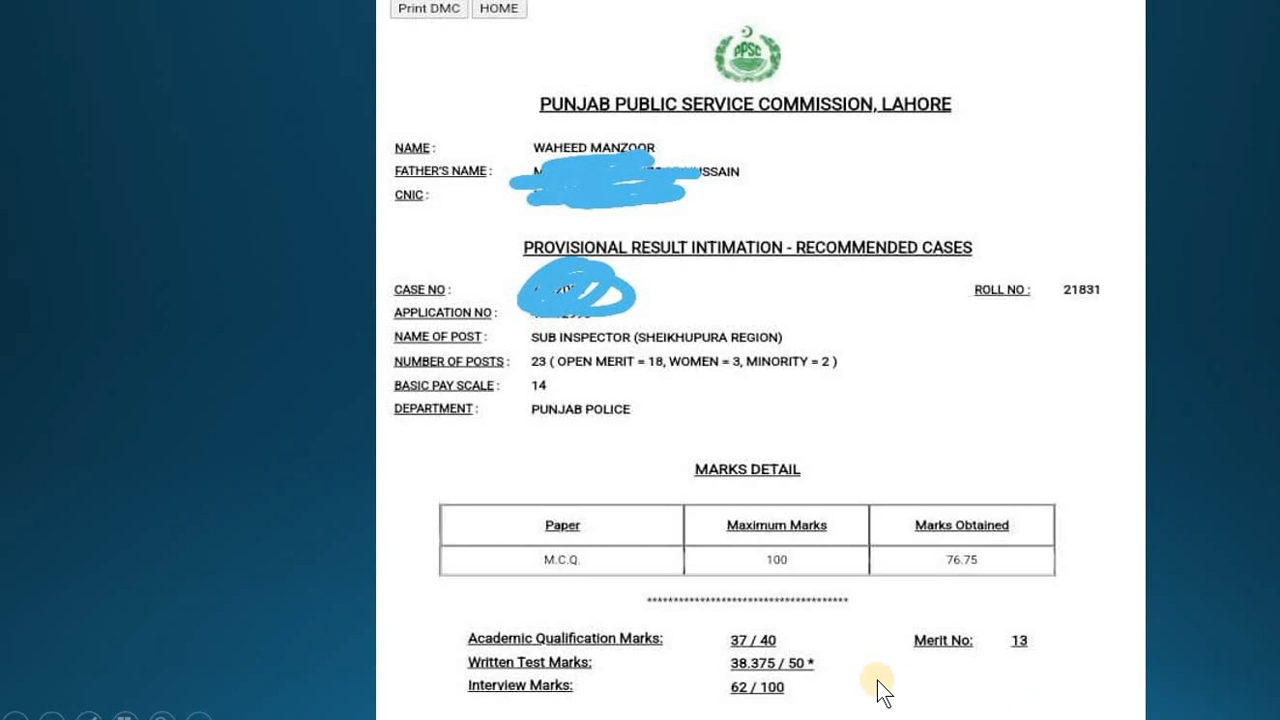 Print DMC HOME
PPSC
PUNJAB PUBLIC SERVICE COMMISSION, LAHORE
NAME : WAHEED MANZOOR
FATHER'S NAME :
CNIC :
PROVISIONAL RESULT INTIMATION - RECOMMENDED CASES
CASE NO : ROLL NO : 21831
APPLICATION NO :
NAME OF POST : SUB INSPECTOR (SHEIKHUPURA REGION)
NUMBER OF POSTS : 23 ( OPEN MERIT = 18, WOMEN = 3, MINORITY = 2 )
BASIC PAY SCALE : 14
DEPARTMENT : PUNJAB POLICE
MARKS DETAIL
Paper Maximum Marks Marks Obtained
M.C.Q. 100 76.75
**************************************
Academic Qualification Marks: 37 / 40 Merit No: 13
Written Test Marks: 38.375 / 50 *
Interview Marks: 62 / 100